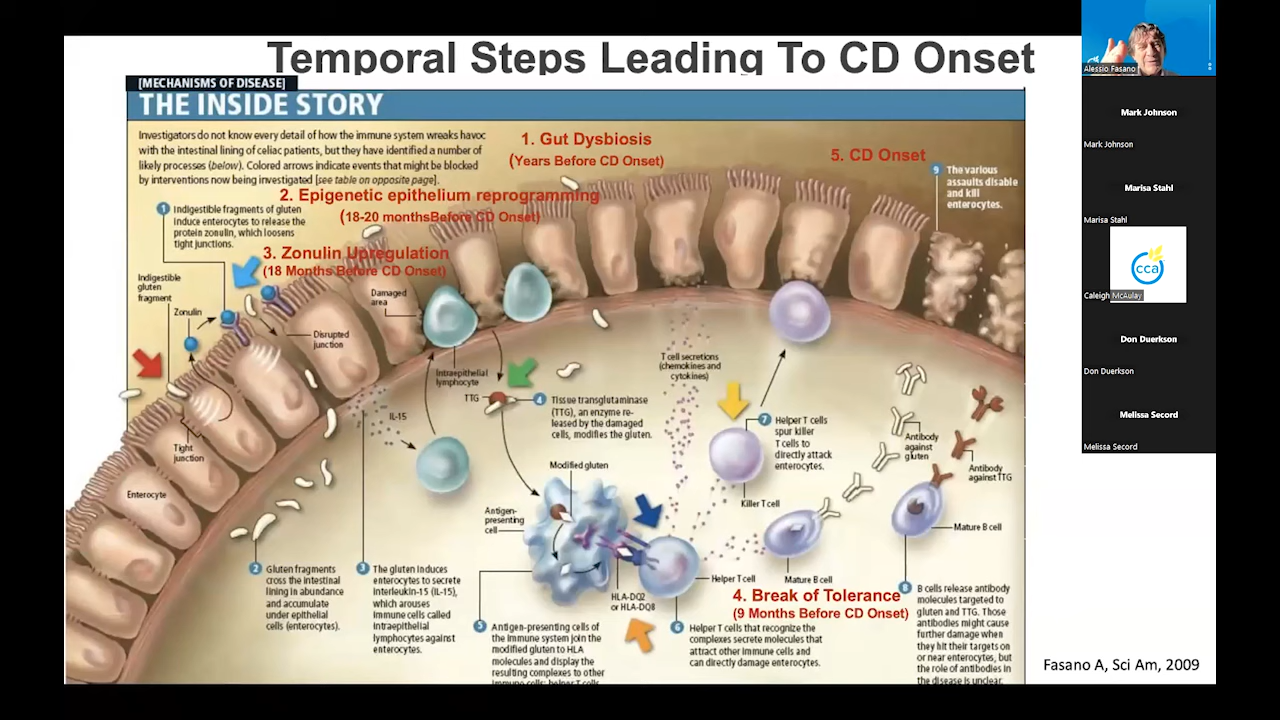 Temporal Steps Leading To CD Onset
[MECHANISMS OF DISEASE]
THE INSIDE STORY
Investigators do not know every detail of how the immune system wreaks havoc
with the intestinal lining of celiac patients, but they have identified a number of
likely processes (below). Colored arrows indicate events that might be blocked
by interventions now being investigated [see table on opposite page].
1. Gut Dysbiosis
(Years Before CD Onset)
5. CD Onset
9 The various
assaults disable
and kill
enterocytes.
2. Epigenetic epithelium reprogramming
(18-20 monthsBefore CD Onset)
1 Indigestible fragments of gluten
induce enterocytes to release the
protein zonulin, which loosens
tight junctions.
3. Zonulin Upregulation
(18 Months Before CD Onset)
Indigestible
gluten
fragment
Zonulin
Damaged
area
Disrupted
junction
Intraepithelial
lymphocyte
TTG
4 Tissue transglutaminase
(TTG), an enzyme re-
leased by the damaged
cells, modifies the gluten.
T cell secretions
(chemokines and
cytokines)
IL-15
Tight
junction
Enterocyte
7 Helper T cells
spur killer
T cells to
directly attack
enterocytes.
Killer T cell
Antibody
against
gluten
Antibody
against TTG
Modified gluten
Antigen-
presenting
cell
Mature B cell
Helper T cell
Mature B cell
HLA-DQ2
or HLA-DQ8
4. Break of Tolerance
(9 Months Before CD Onset)
2 Gluten fragments
cross the intestinal
lining in abundance
and accumulate
under epithelial
cells (enterocytes).
3 The gluten induces
enterocytes to secrete
interleukin-15 (IL-15),
which arouses
immune cells called
intraepithelial
lymphocytes against
enterocytes.
5 Antigen-presenting cells of
the immune system join the
modified gluten to HLA
molecules and display the
resulting complexes to other
immune cells: helper T cells
6 Helper T cells that recognize the
complexes secrete molecules that
attract other immune cells and
can directly damage enterocytes.
8 B cells release antibody
molecules targeted to
gluten and TTG. Those
antibodies might cause
further damage when
they hit their targets on
or near enterocytes, but
the role of antibodies in
the disease is unclear.
Fasano A, Sci Am, 2009
Alessio Fasano
Mark Johnson
Mark Johnson
Marisa Stahl
Marisa Stahl
cca
Caleigh McAulay
Don Duerkson
Don Duerkson
Melissa Secord
Melissa Secord